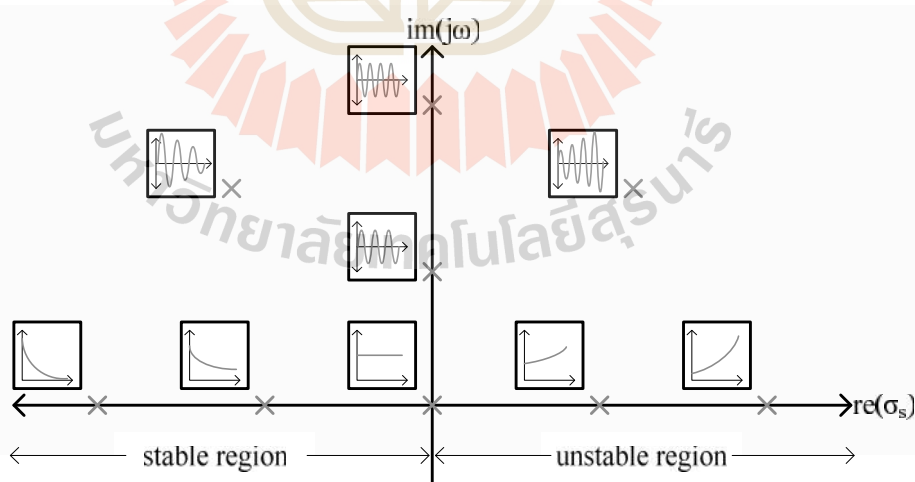 im(jω)
มหาวิทยาลัยเทคโนโลยีสุรนาร
re(σs)
stable region
unstable region